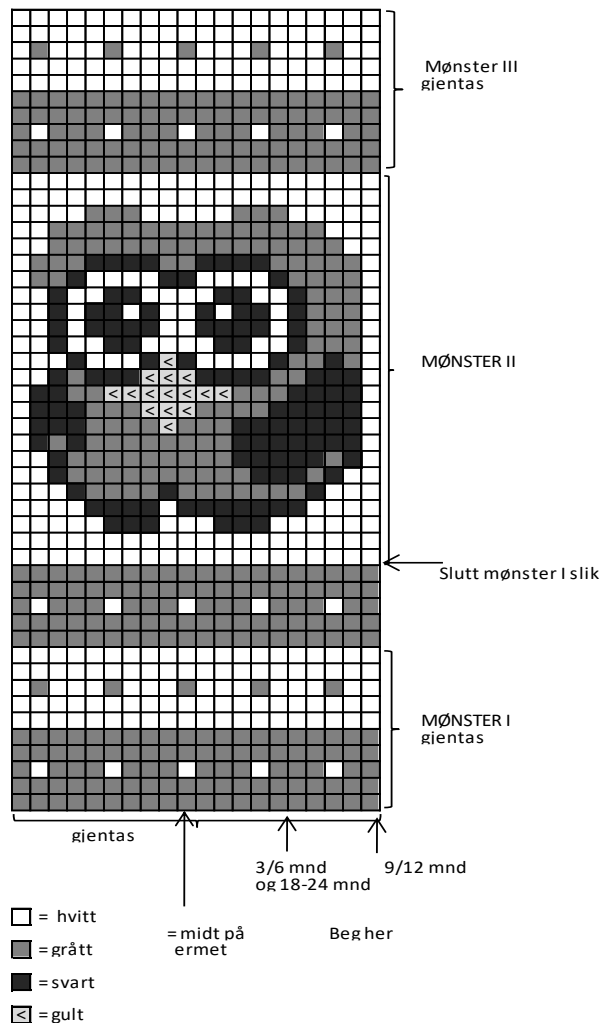 Mønster III
gjentas
MØNSTER II
Slutt mønster I slik
MØNSTER I
gjentas
gjentas
3/6 mnd
og 18-24 mnd
9/12 mnd
= midt på
ermet
Beg her
= hvitt
= grått
= svart
< = gult
<
< < <
< < < < < < <
< < <
<